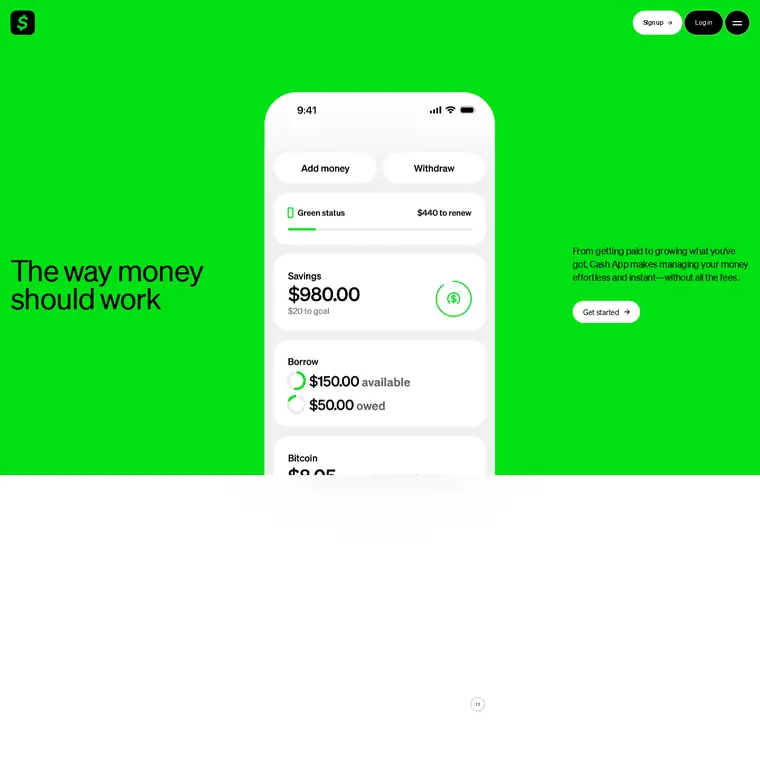 Sign up
Log in
9:41
Add money
Withdraw
Green status
$440 to renew
Savings
$980.00
$20 to goal
Borrow
$150.00 available
$50.00 owed
Bitcoin
$8.05
The way money
should work
From getting paid to growing what you've
got, Cash App makes managing your money
effortless and instant—without all the fees.
Get started